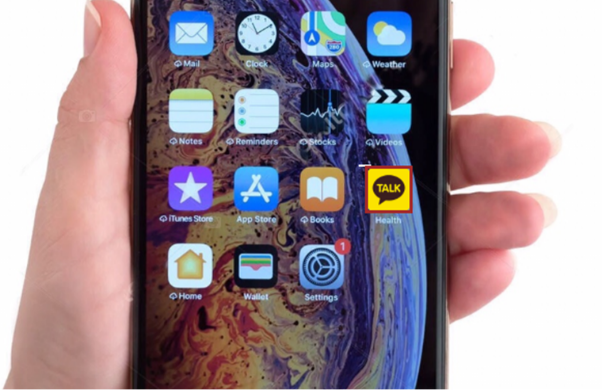 Mail Clock Maps Weather
280
Notes Reminders Stocks Videos
TALK
iTunes Store App Store Books Health
1
Home Wallet Settings